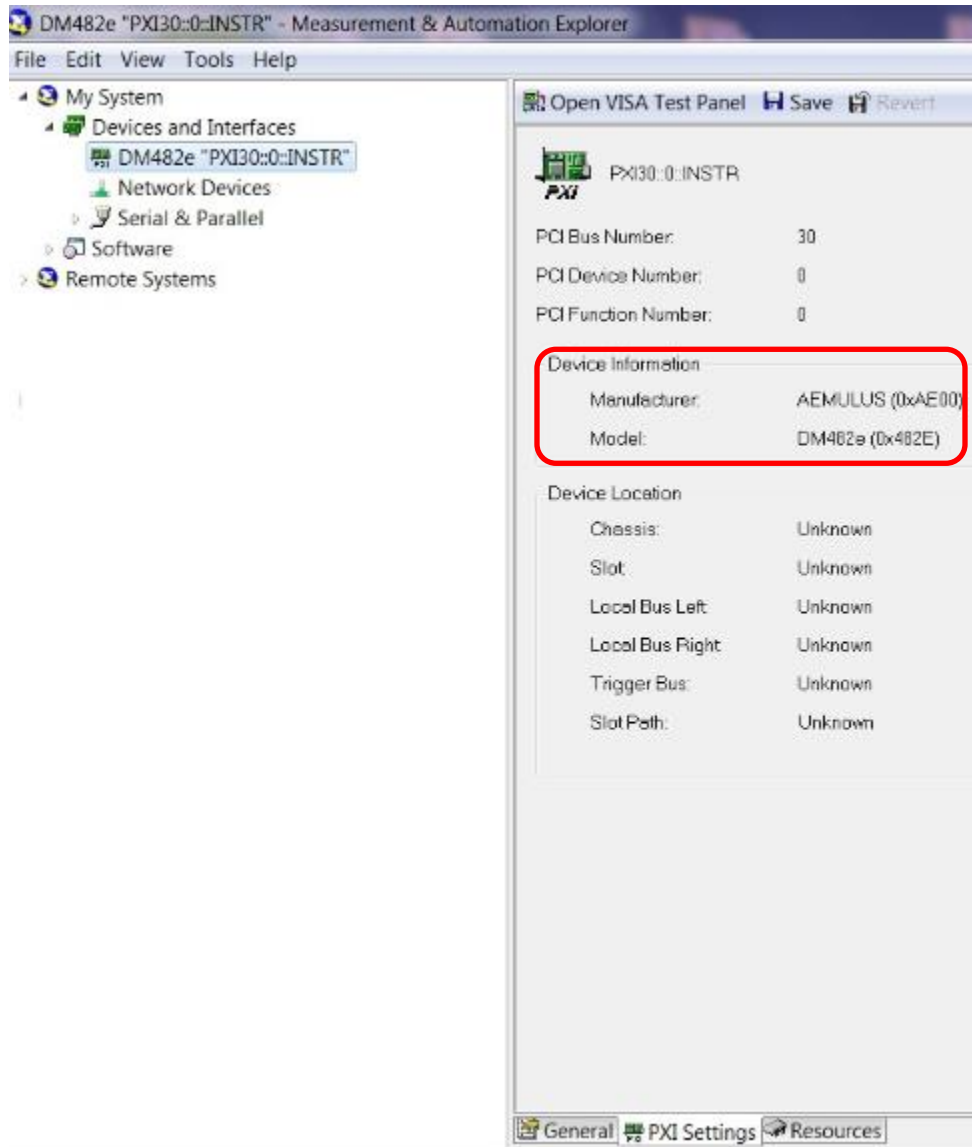 DM482e "PXI30::0::INSTR" - Measurement & Automation Explorer
File Edit View Tools Help
My System
Devices and Interfaces
DM482e "PXI30::0::INSTR"
Network Devices
Serial & Parallel
Software
Remote Systems
Open VISA Test Panel Save Revert
PXI30::0::INSTR
PXI
PCI Bus Number: 30
PCI Device Number: 0
PCI Function Number: 0
Device Information
Manufacturer: AEMULUS (0xAE00)
Model: DM482e (0x482E)
Device Location
Chassis: Unknown
Slot: Unknown
Local Bus Left Unknown
Local Bus Right Unknown
Trigger Bus: Unknown
Slot Path: Unknown
General PXI Settings Resources